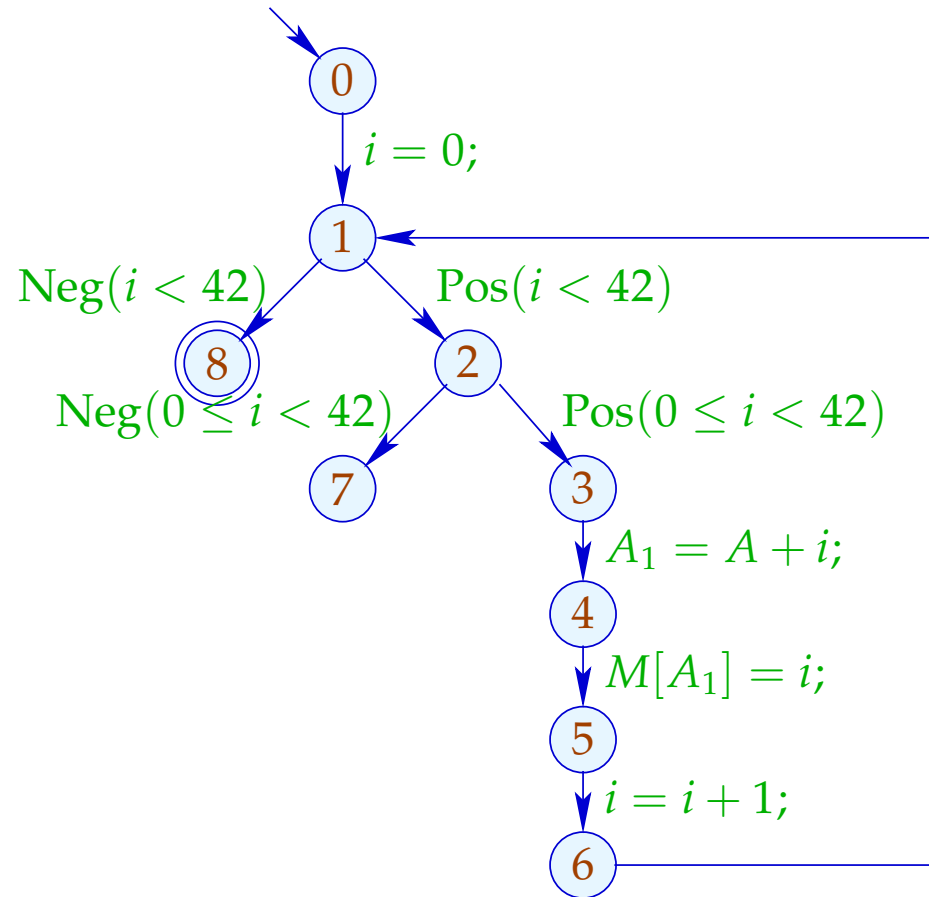 0
i = 0;
1
Neg(i < 42) Pos(i < 42)
8 2
Neg(0 ≤ i < 42) Pos(0 ≤ i < 42)
7 3
A₁ = A + i;
4
M[A₁] = i;
5
i = i + 1;
6